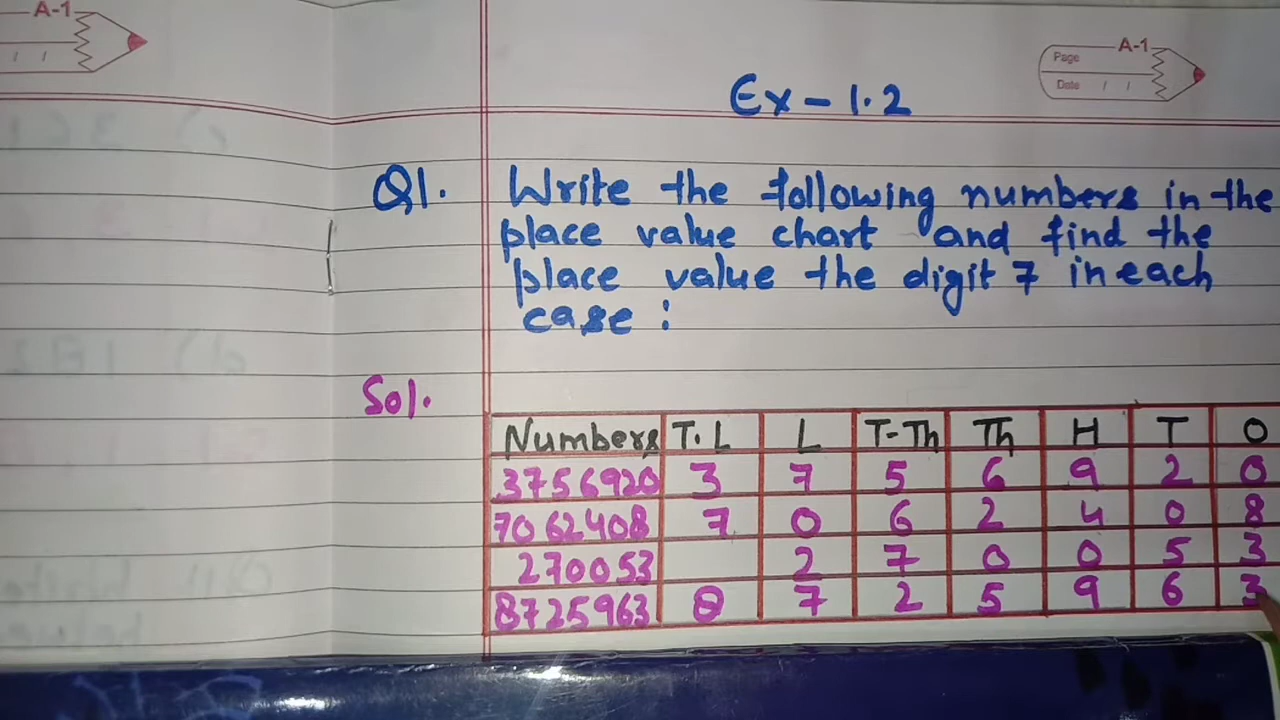 A-1
/ /
A-1
Page
Date / /
Ex - 1.2
Q1. Write the following numbers in the
place value chart and find the
place value the digit 7 in each
case :
Sol.
Numbers T.L L T-Th Th H T O
3756920 3 7 5 6 9 2 0
7062408 7 0 6 2 4 0 8
270053 2 7 0 0 5 3
8725963 8 7 2 5 9 6 3